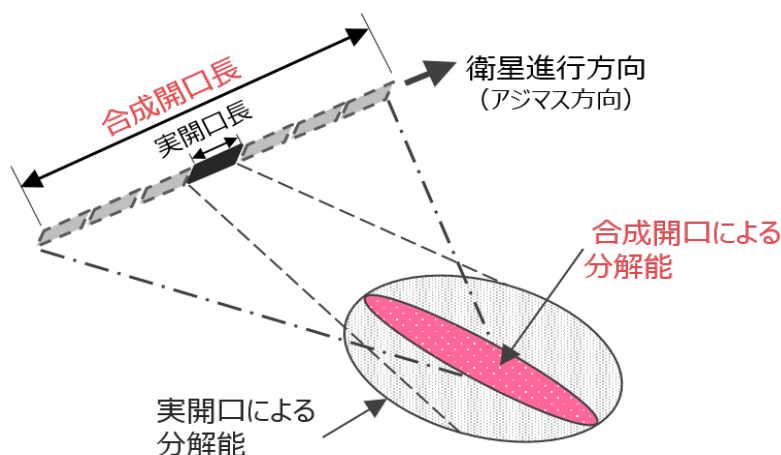 合成開口長
実開口長
衛星進行方向
（アジマス方向）
合成開口による
分解能
実開口による
分解能